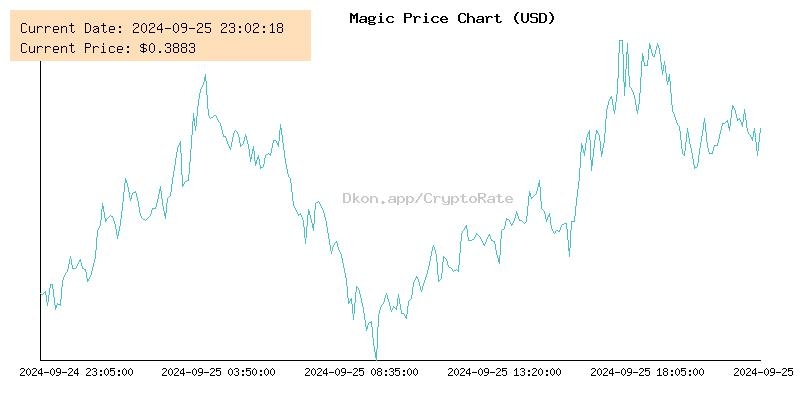 Magic Price Chart (USD)
Current Date: 2024-09-25 23:02:18
Current Price: $0.3883
Dkon.app/CryptoRate
2024-09-24 23:05:00
2024-09-25 03:50:00
2024-09-25 08:35:00
2024-09-25 13:20:00
2024-09-25 18:05:00
2024-09-25